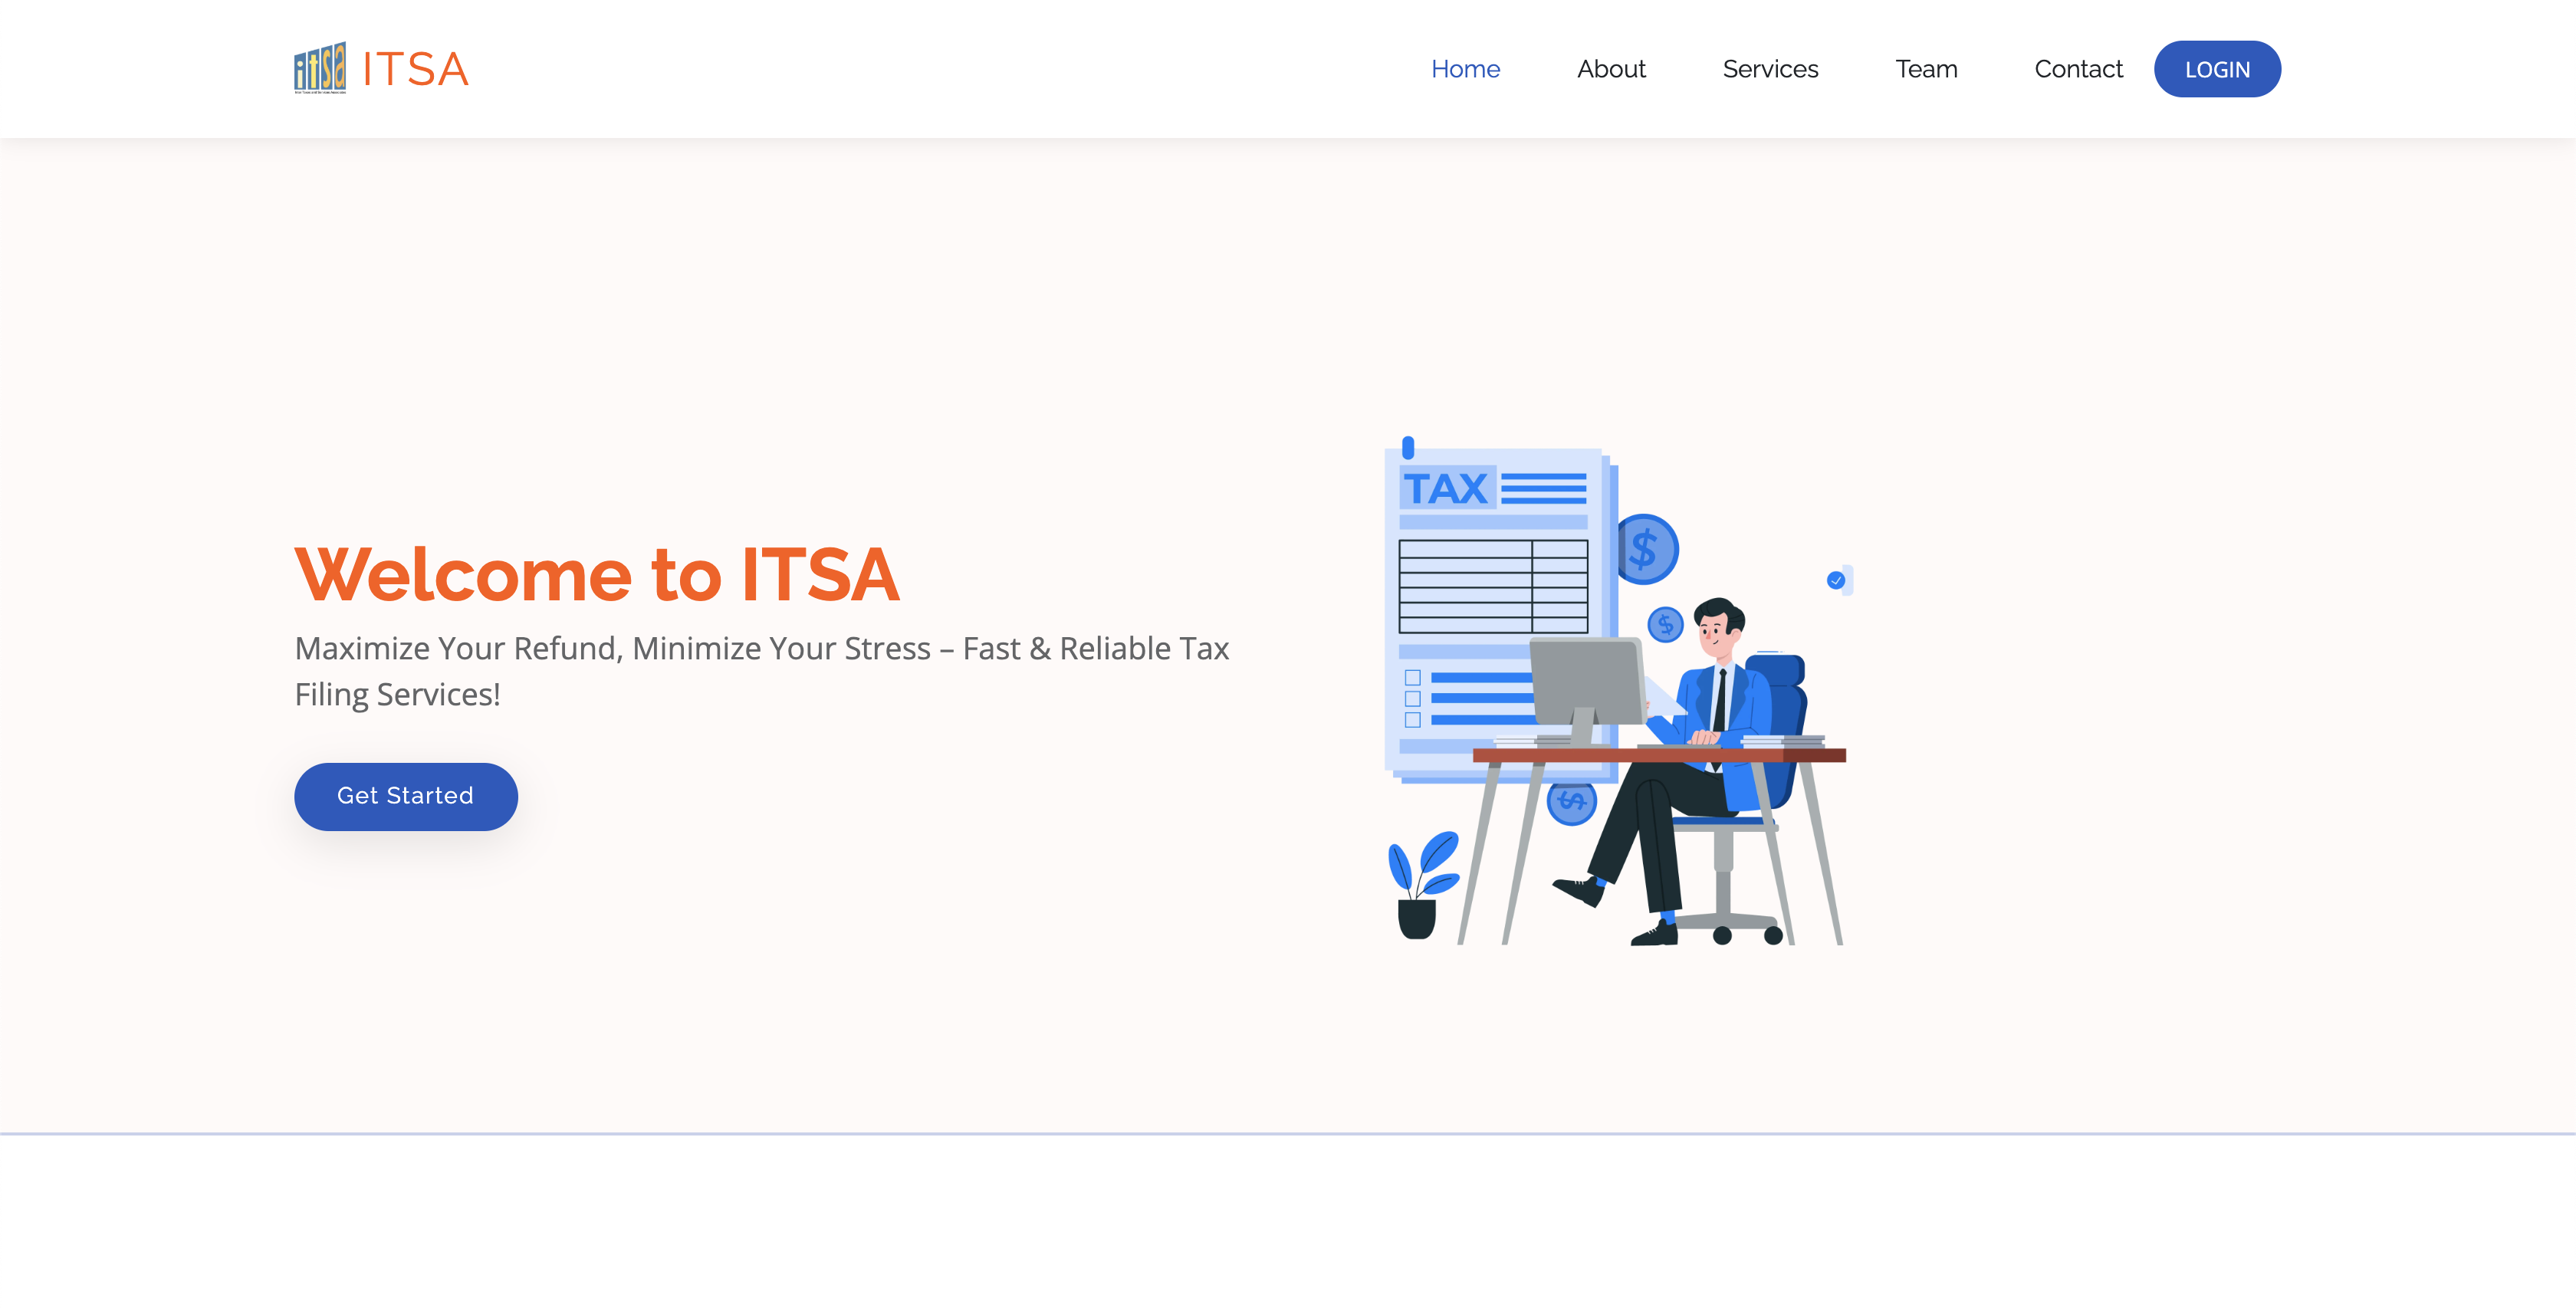 itsa
ITSA
Home
About
Services
Team
Contact
LOGIN
TAX
$
$
Welcome to ITSA
Maximize Your Refund, Minimize Your Stress – Fast & Reliable Tax
Filing Services!
Get Started
$